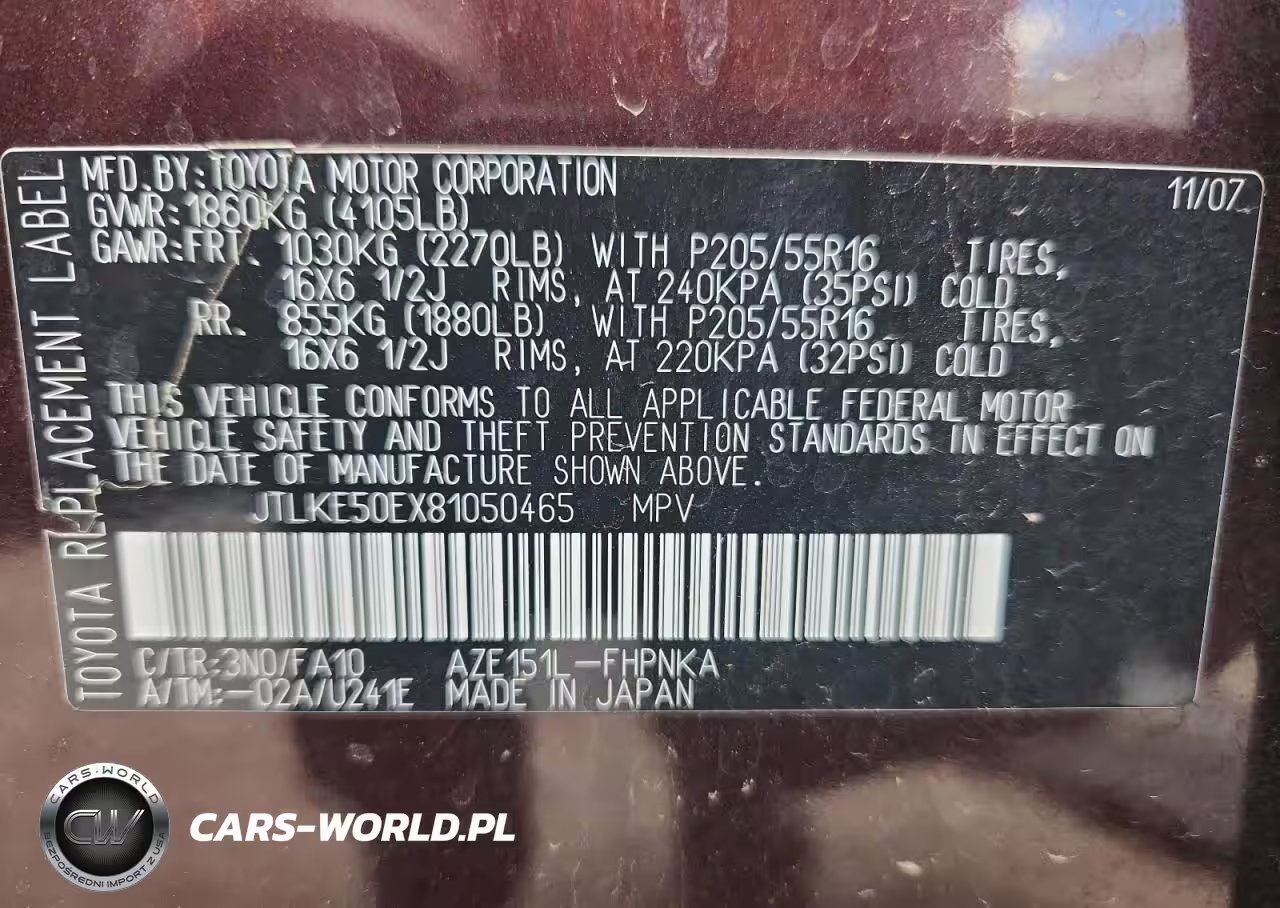 TOYOTA REPLACEMENT LABEL
MFD. BY: TOYOTA MOTOR CORPORATION 11/07
GVWR: 1860KG (4105LB)
GAWR: FRT. 1030KG (2270LB) WITH P205/55R16 TIRES,
16X6 1/2J RIMS, AT 240KPA (35PSI) COLD
RR. 855KG (1880LB) WITH P205/55R16 TIRES,
16X6 1/2J RIMS, AT 220KPA (32PSI) COLD
THIS VEHICLE CONFORMS TO ALL APPLICABLE FEDERAL MOTOR
VEHICLE SAFETY AND THEFT PREVENTION STANDARDS IN EFFECT ON
THE DATE OF MANUFACTURE SHOWN ABOVE.
JTLKE50EX81050465 MPV
C/TR: 3N0/FA10 AZE151L-FHPNKA
A/TM: -02A/U241E MADE IN JAPAN
CARS-WORLD
CW
BEZPOŚREDNI IMPORT Z USA
CARS-WORLD.PL